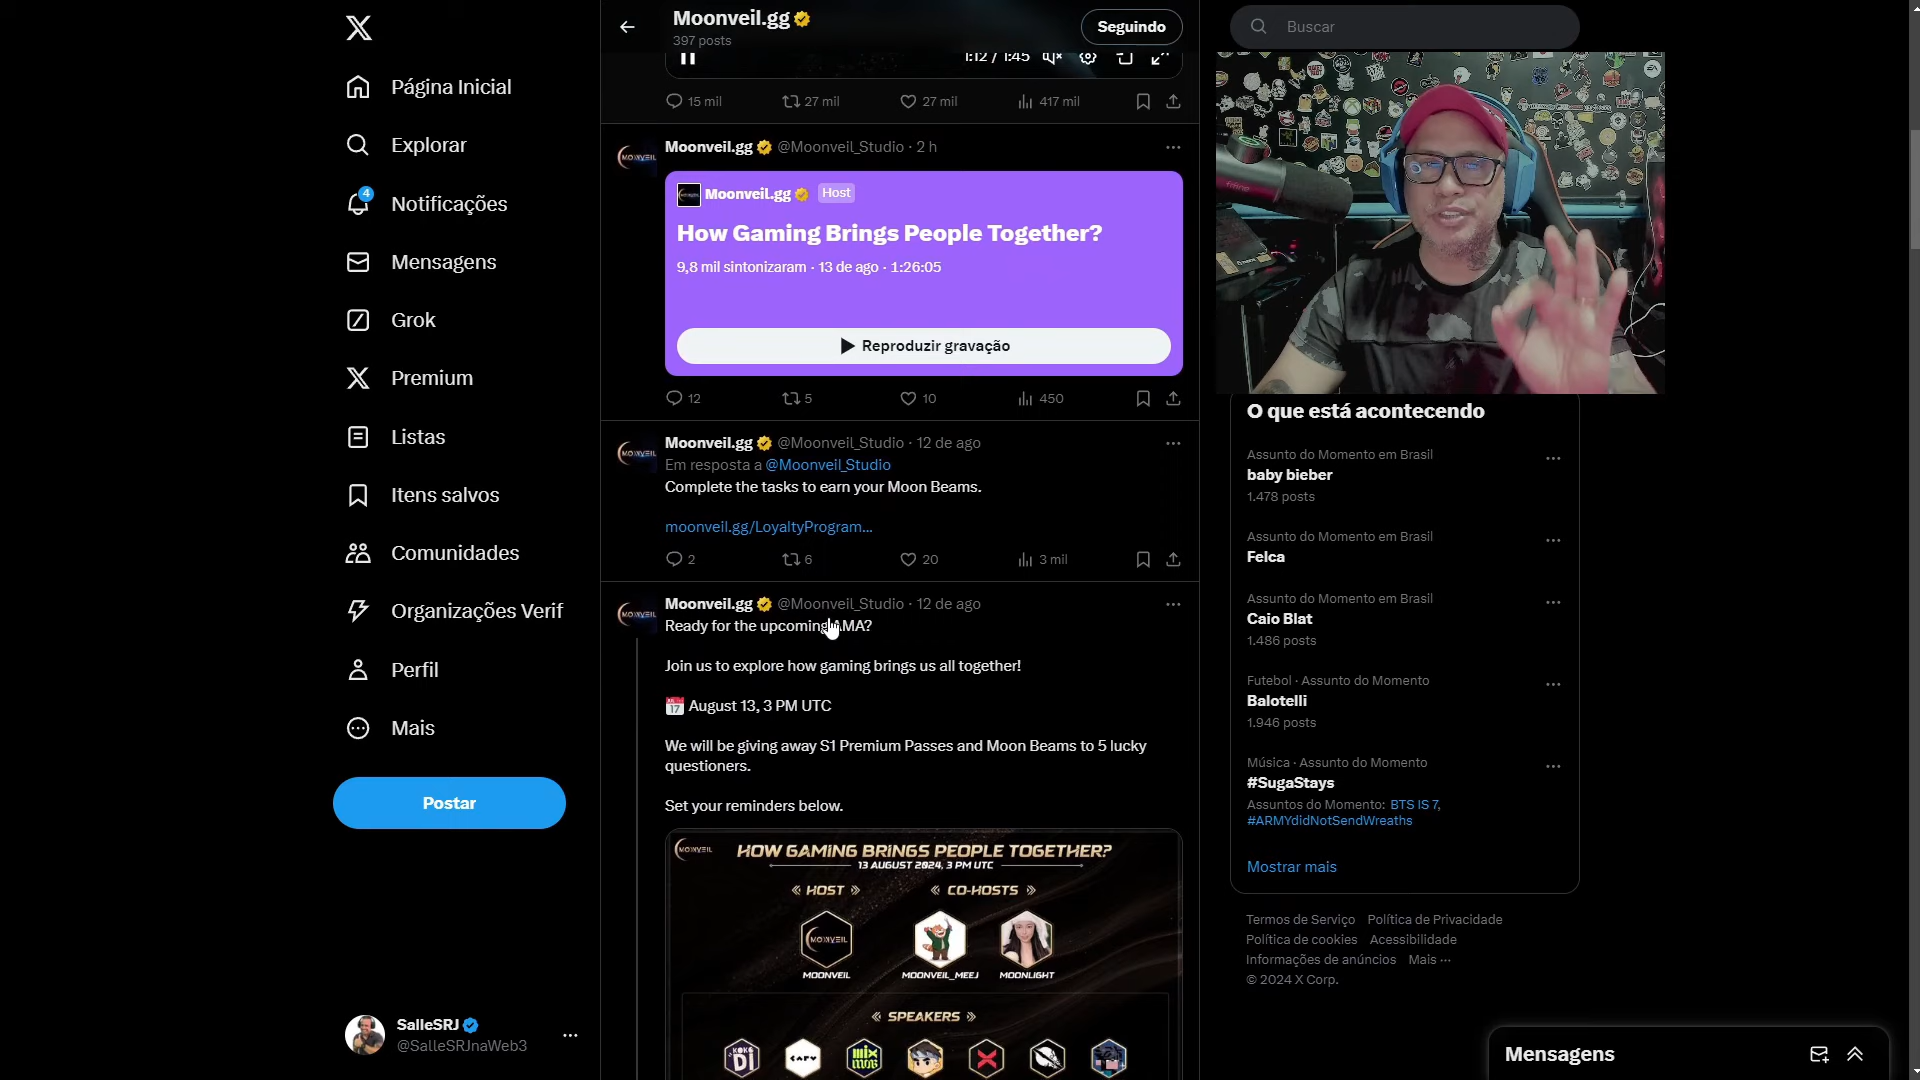 Página Inicial
Explorar
4
Notificações
Mensagens
Grok
Premium
Listas
Itens salvos
Comunidades
Organizações Verif
Perfil
Mais
Postar
SalleSRJ
@SalleSRJnaWeb3
Moonveil.gg
397 posts
Seguindo
1:12 / 1:45
15 mil 27 mil 27 mil 417 mil
Moonveil.gg @Moonveil_Studio · 2 h
Moonveil.gg Host
How Gaming Brings People Together?
9,8 mil sintonizaram · 13 de ago · 1:26:05
Reproduzir gravação
12 5 10 450
Moonveil.gg @Moonveil_Studio · 12 de ago
Em resposta a @Moonveil_Studio
Complete the tasks to earn your Moon Beams.
moonveil.gg/LoyaltyProgram...
2 6 20 3 mil
Moonveil.gg @Moonveil_Studio · 12 de ago
Ready for the upcoming AMA?
Join us to explore how gaming brings us all together!
17 August 13, 3 PM UTC
We will be giving away S1 Premium Passes and Moon Beams to 5 lucky
questioners.
Set your reminders below.
MOONVEIL
HOW GAMING BRINGS PEOPLE TOGETHER?
13 AUGUST 2024, 3 PM UTC
HOST CO-HOSTS
MOONVEIL
MOONVEIL MOONVEIL_MEEJ MOONLIGHT
SPEAKERS
Buscar
O que está acontecendo
Assunto do Momento em Brasil
baby bieber
1.478 posts
Assunto do Momento em Brasil
Felca
Assunto do Momento em Brasil
Caio Blat
1.486 posts
Futebol · Assunto do Momento
Balotelli
1.946 posts
Música · Assunto do Momento
#SugaStays
Assuntos do Momento: BTS IS 7,
#ARMYdidNotSendWreaths
Mostrar mais
Termos de Serviço Política de Privacidade
Política de cookies Acessibilidade
Informações de anúncios Mais ...
© 2024 X Corp.
Mensagens